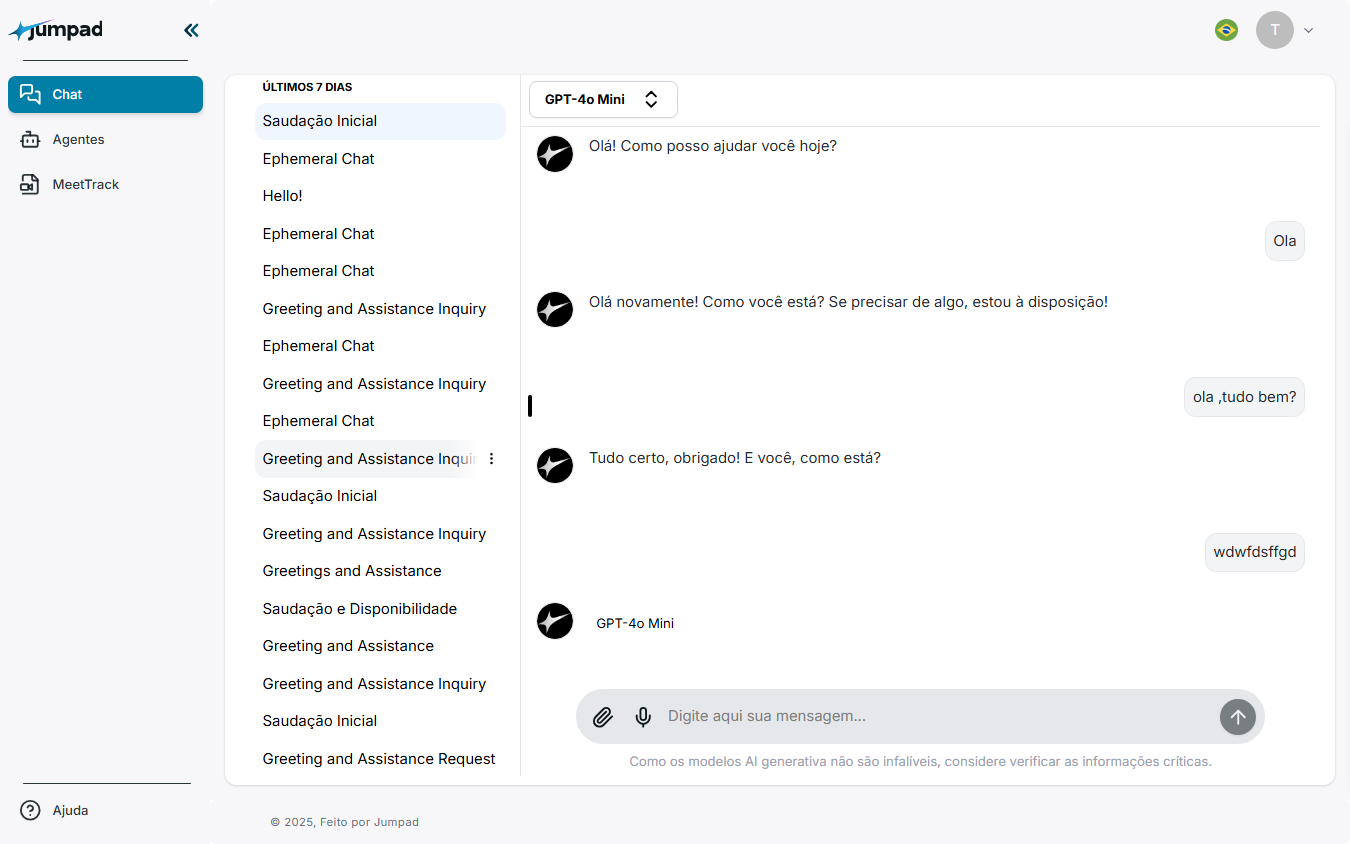 jumpad
T
Chat
Agentes
MeetTrack
Ajuda
ÚLTIMOS 7 DIAS
Saudação Inicial
Ephemeral Chat
Hello!
Ephemeral Chat
Ephemeral Chat
Greeting and Assistance Inquiry
Ephemeral Chat
Greeting and Assistance Inquiry
Ephemeral Chat
Greeting and Assistance Inquir
Saudação Inicial
Greeting and Assistance Inquiry
Greetings and Assistance
Saudação e Disponibilidade
Greeting and Assistance
Greeting and Assistance Inquiry
Saudação Inicial
Greeting and Assistance Request
GPT-4o Mini
Olá! Como posso ajudar você hoje?
Ola
Olá novamente! Como você está? Se precisar de algo, estou à disposição!
ola ,tudo bem?
Tudo certo, obrigado! E você, como está?
wdwfdsffgd
GPT-4o Mini
Digite aqui sua mensagem...
Como os modelos AI generativa não são infalíveis, considere verificar as informações críticas.
© 2025, Feito por Jumpad